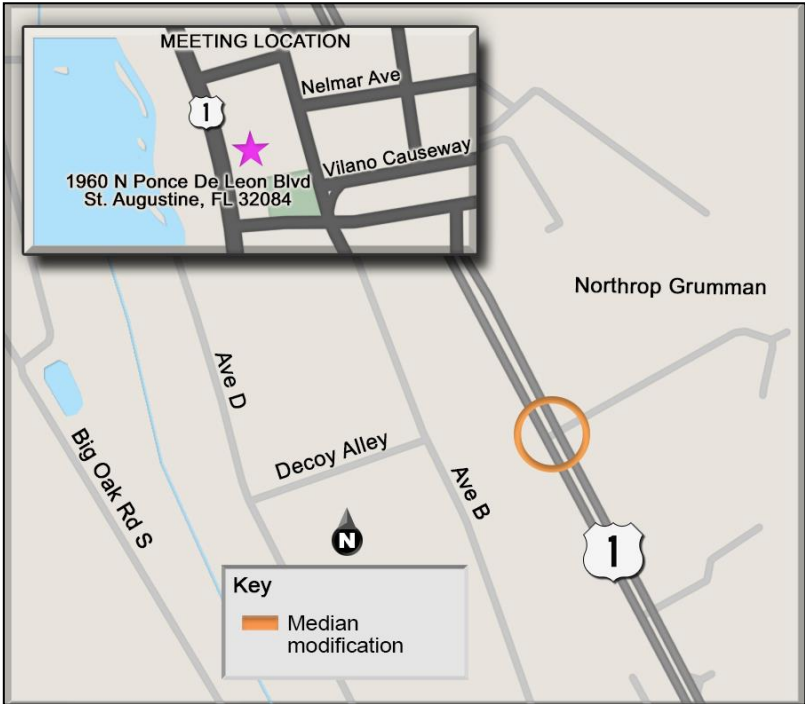 MEETING LOCATION
Nelmar Ave
1
Vilano Causeway
1960 N Ponce De Leon Blvd
St. Augustine, FL 32084
Northrop Grumman
Ave D
Decoy Alley
Big Oak Rd S
Ave B
N
1
Key
Median
modification